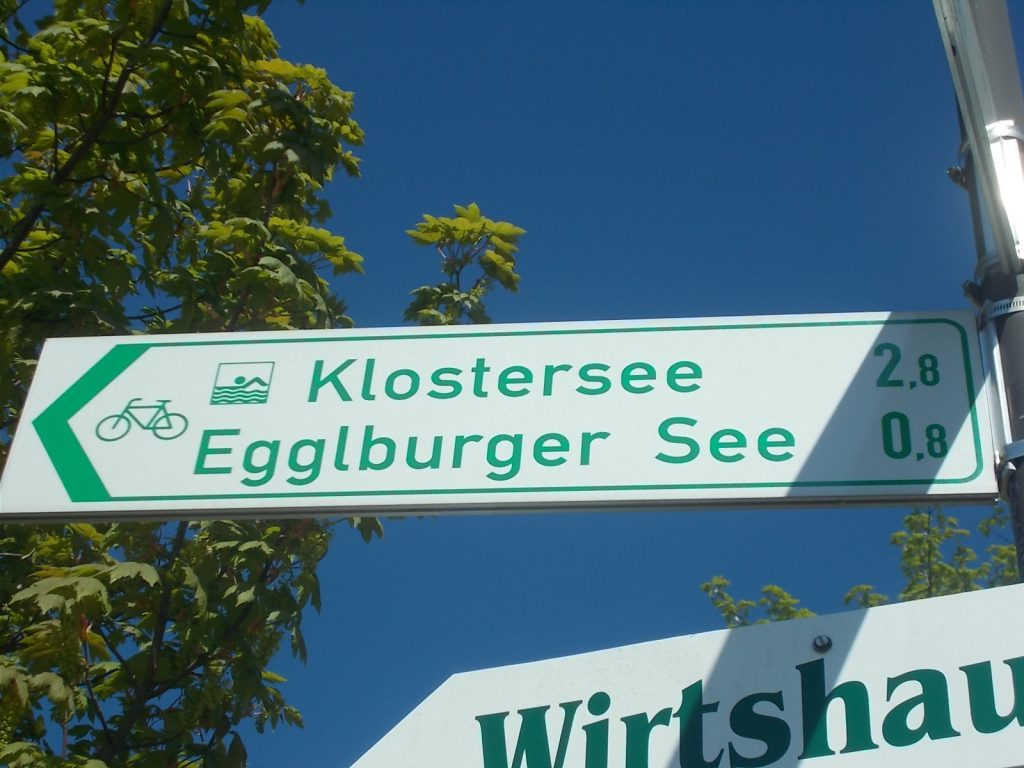 Klostersee 2,8
Egglburger See 0,8
Wirtshau